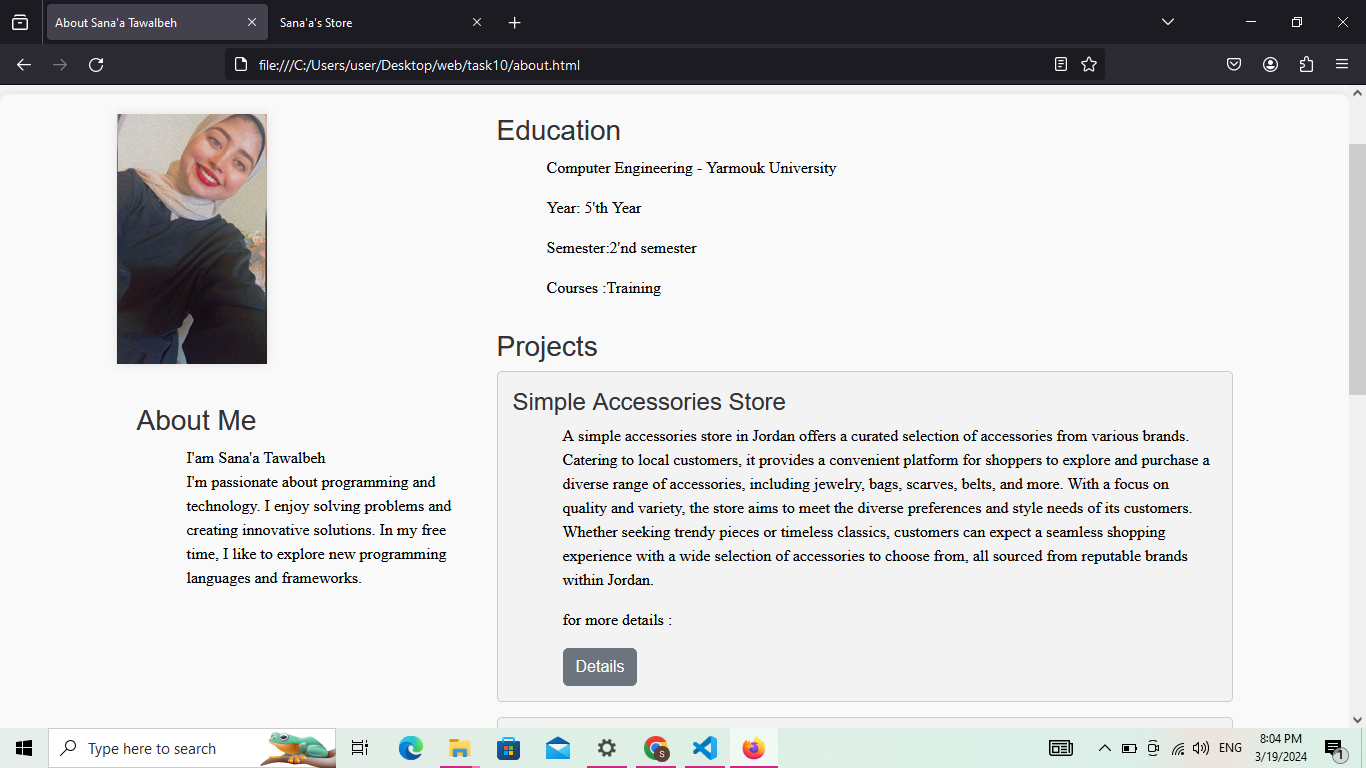 About Sana'a Tawalbeh
Sana'a's Store
file:///C:/Users/user/Desktop/web/task10/about.html
Education
Computer Engineering - Yarmouk University
Year: 5'th Year
Semester:2'nd semester
Courses :Training
Projects
Simple Accessories Store
A simple accessories store in Jordan offers a curated selection of accessories from various brands.
Catering to local customers, it provides a convenient platform for shoppers to explore and purchase a
diverse range of accessories, including jewelry, bags, scarves, belts, and more. With a focus on
quality and variety, the store aims to meet the diverse preferences and style needs of its customers.
Whether seeking trendy pieces or timeless classics, customers can expect a seamless shopping
experience with a wide selection of accessories to choose from, all sourced from reputable brands
within Jordan.
for more details :
Details
About Me
I'am Sana'a Tawalbeh
I'm passionate about programming and
technology. I enjoy solving problems and
creating innovative solutions. In my free
time, I like to explore new programming
languages and frameworks.
Type here to search
S
ENG
8:04 PM
3/19/2024
1